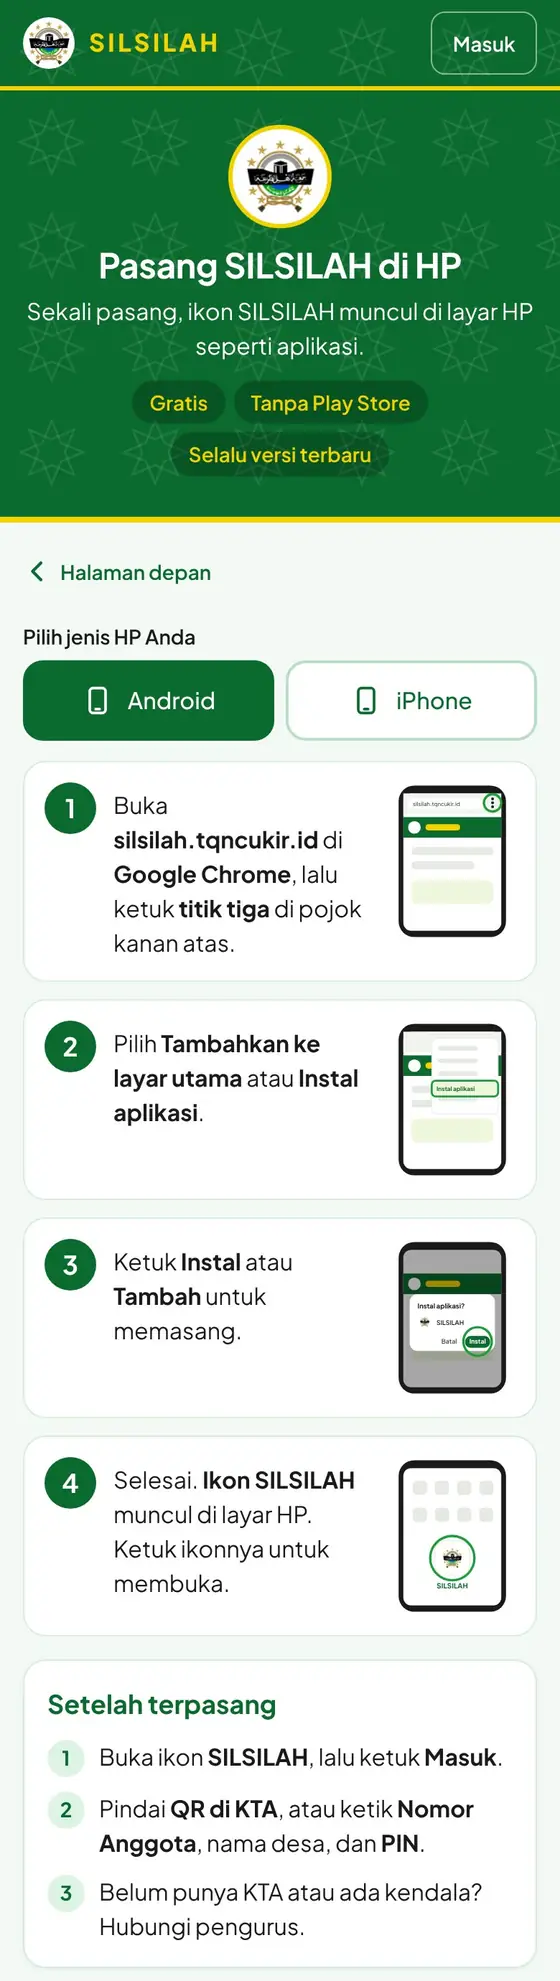 SILSILAH
Masuk
Pasang SILSILAH di HP
Sekali pasang, ikon SILSILAH muncul di layar HP
seperti aplikasi.
Gratis
Tanpa Play Store
Selalu versi terbaru
Halaman depan
Pilih jenis HP Anda
Android
iPhone
1
Buka
silsilah.tqncukir.id di
Google Chrome, lalu
ketuk titik tiga di pojok
kanan atas.
silsilah.tqncukir.id
2
Pilih Tambahkan ke
layar utama atau Instal
aplikasi.
Instal aplikasi
3
Ketuk Instal atau
Tambah untuk
memasang.
Instal aplikasi?
SILSILAH
Batal
Instal
4
Selesai. Ikon SILSILAH
muncul di layar HP.
Ketuk ikonnya untuk
membuka.
SILSILAH
Setelah terpasang
1
Buka ikon SILSILAH, lalu ketuk Masuk.
2
Pindai QR di KTA, atau ketik Nomor
Anggota, nama desa, dan PIN.
3
Belum punya KTA atau ada kendala?
Hubungi pengurus.